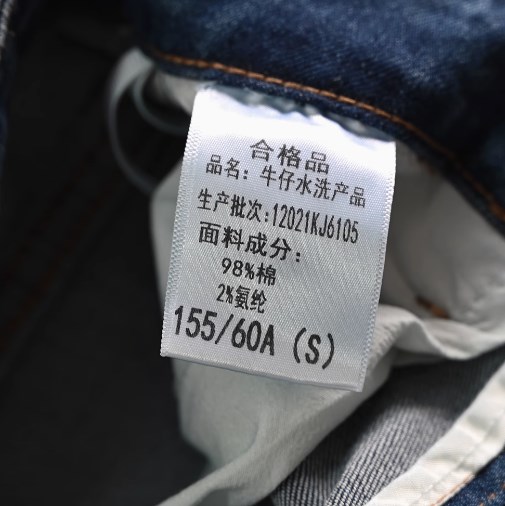 合格品
品名: 牛仔水洗产品
生产批次:12021KJ6105
面料成分:
98%棉
2%氨纶
155/60A (S)